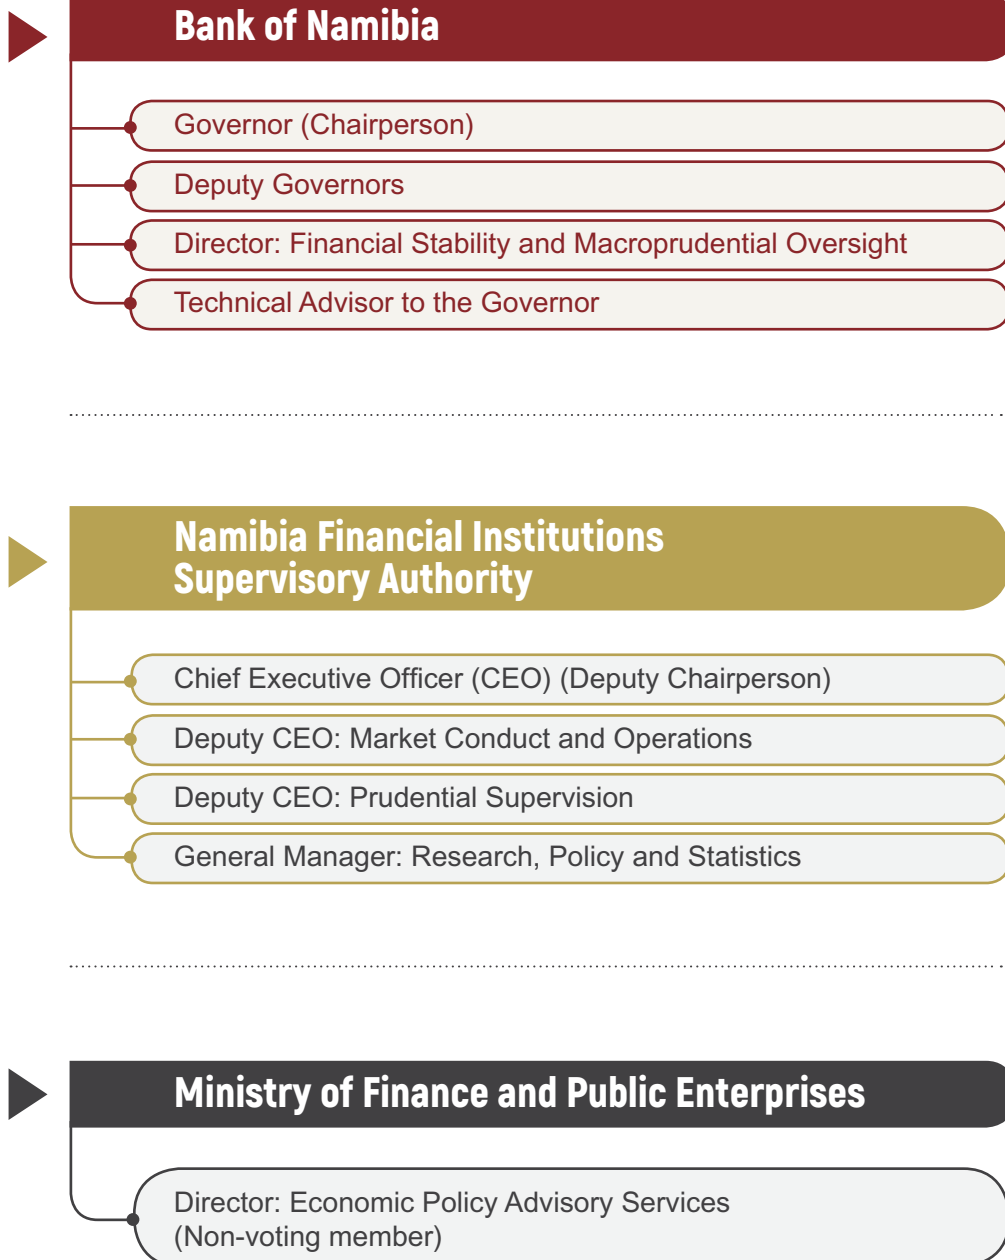 Bank of Namibia
Governor (Chairperson)
Deputy Governors
Director: Financial Stability and Macroprudential Oversight
Technical Advisor to the Governor
Namibia Financial Institutions
Supervisory Authority
Chief Executive Officer (CEO) (Deputy Chairperson)
Deputy CEO: Market Conduct and Operations
Deputy CEO: Prudential Supervision
General Manager: Research, Policy and Statistics
Ministry of Finance and Public Enterprises
Director: Economic Policy Advisory Services
(Non-voting member)